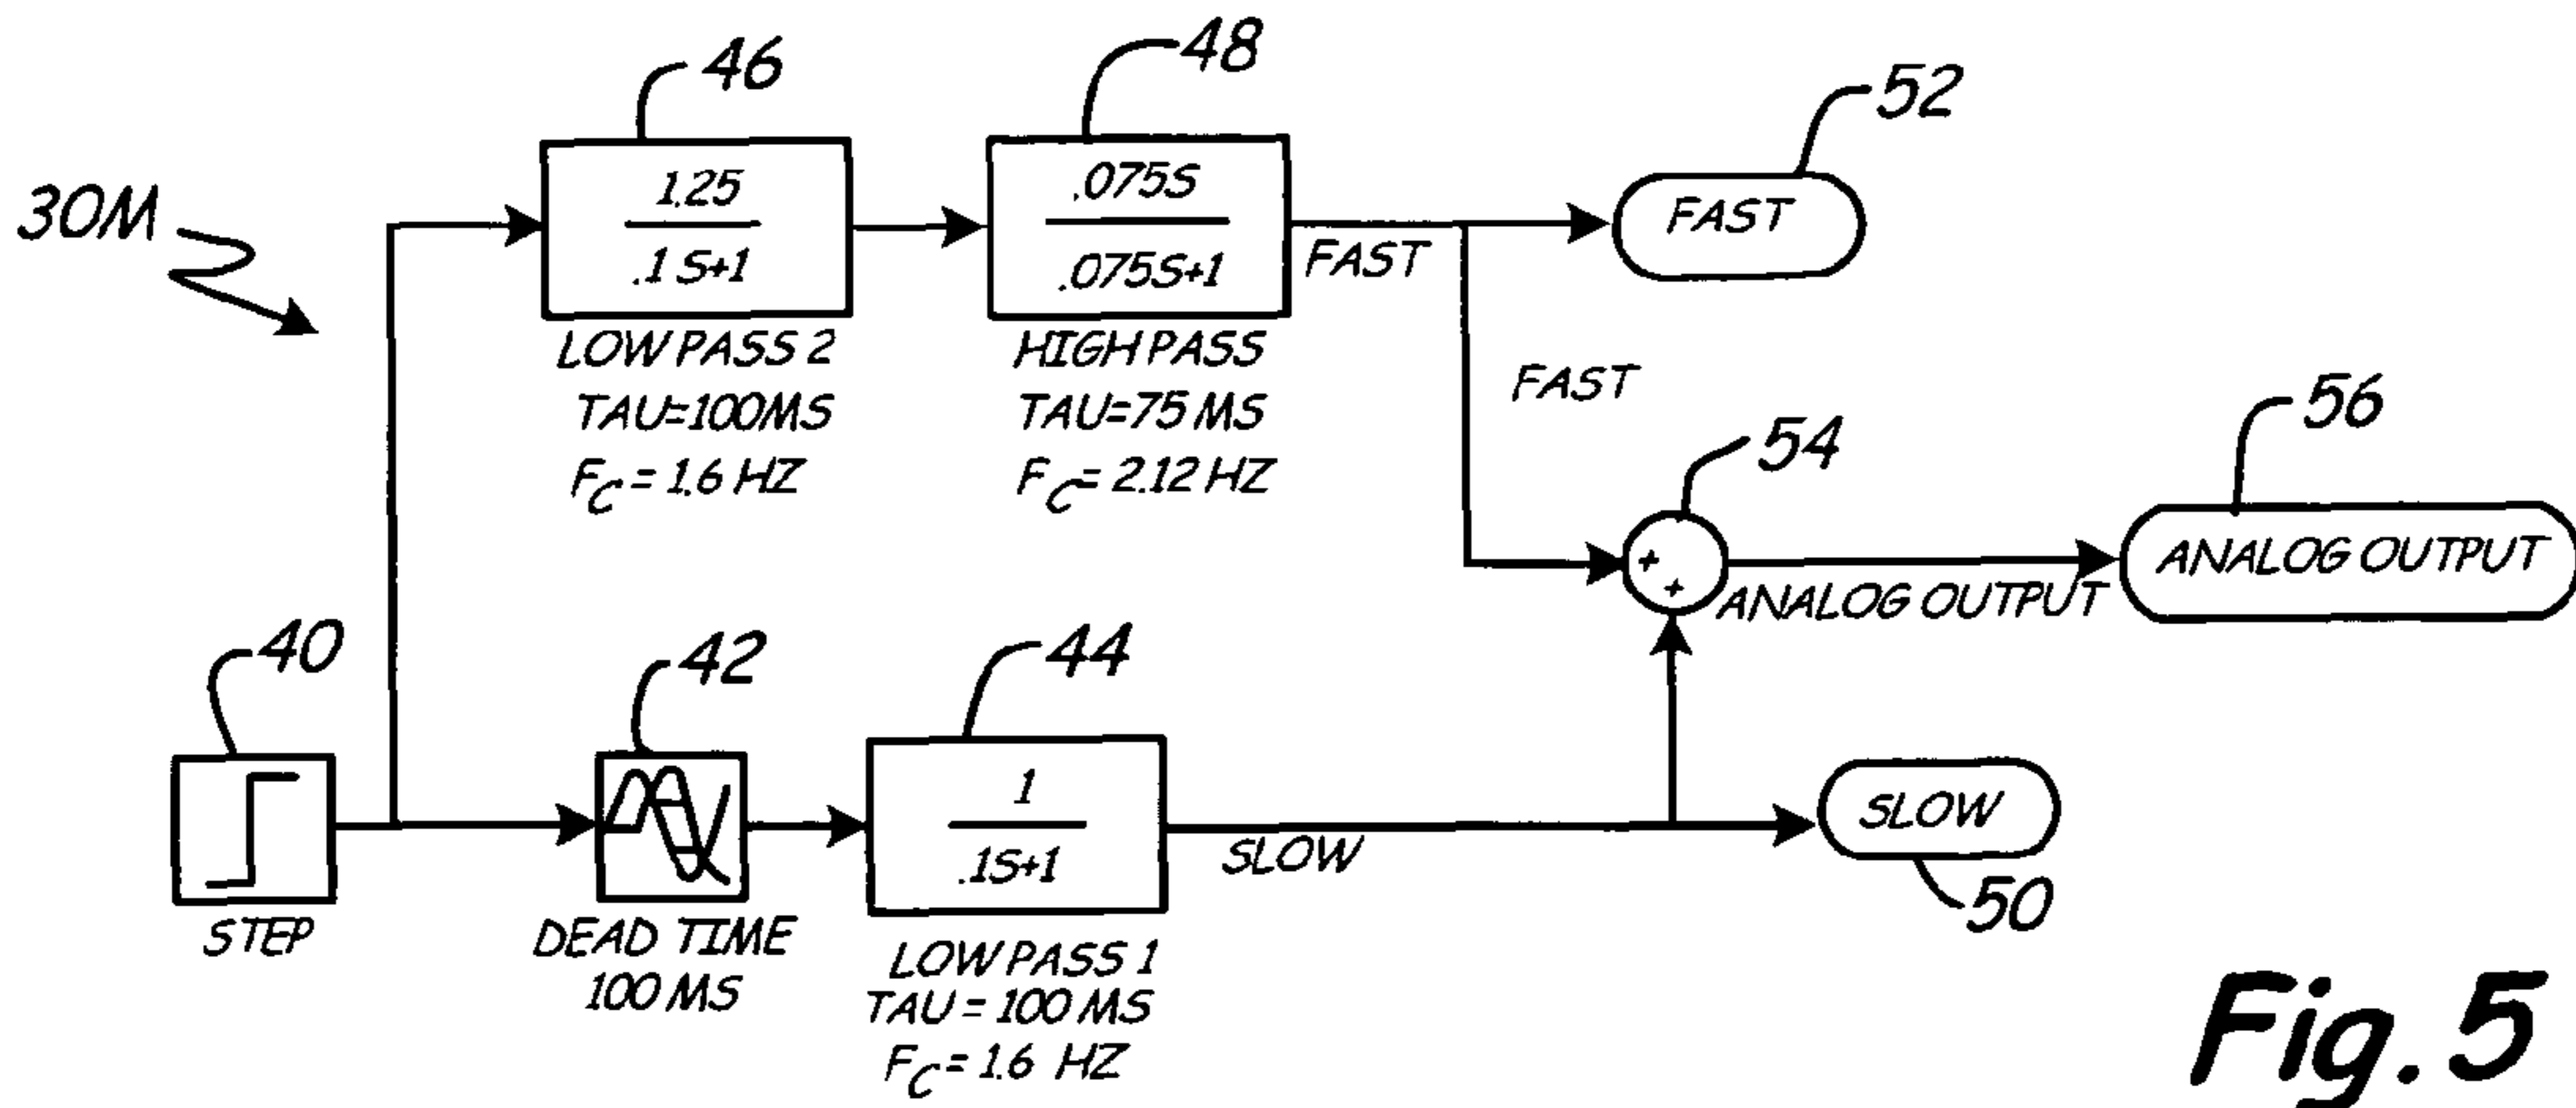 30M
46
1.25
.1 S+1
LOW PASS 2
TAU=100MS
FC = 1.6 HZ
48
.075S
.075S+1
HIGH PASS
TAU=75 MS
FC = 2.12 HZ
FAST
52
FAST
FAST
54
+
+
ANALOG OUTPUT
56
ANALOG OUTPUT
40
STEP
42
DEAD TIME
100 MS
44
1
.1S+1
LOW PASS 1
TAU = 100 MS
FC = 1.6 HZ
SLOW
SLOW
50
Fig. 5